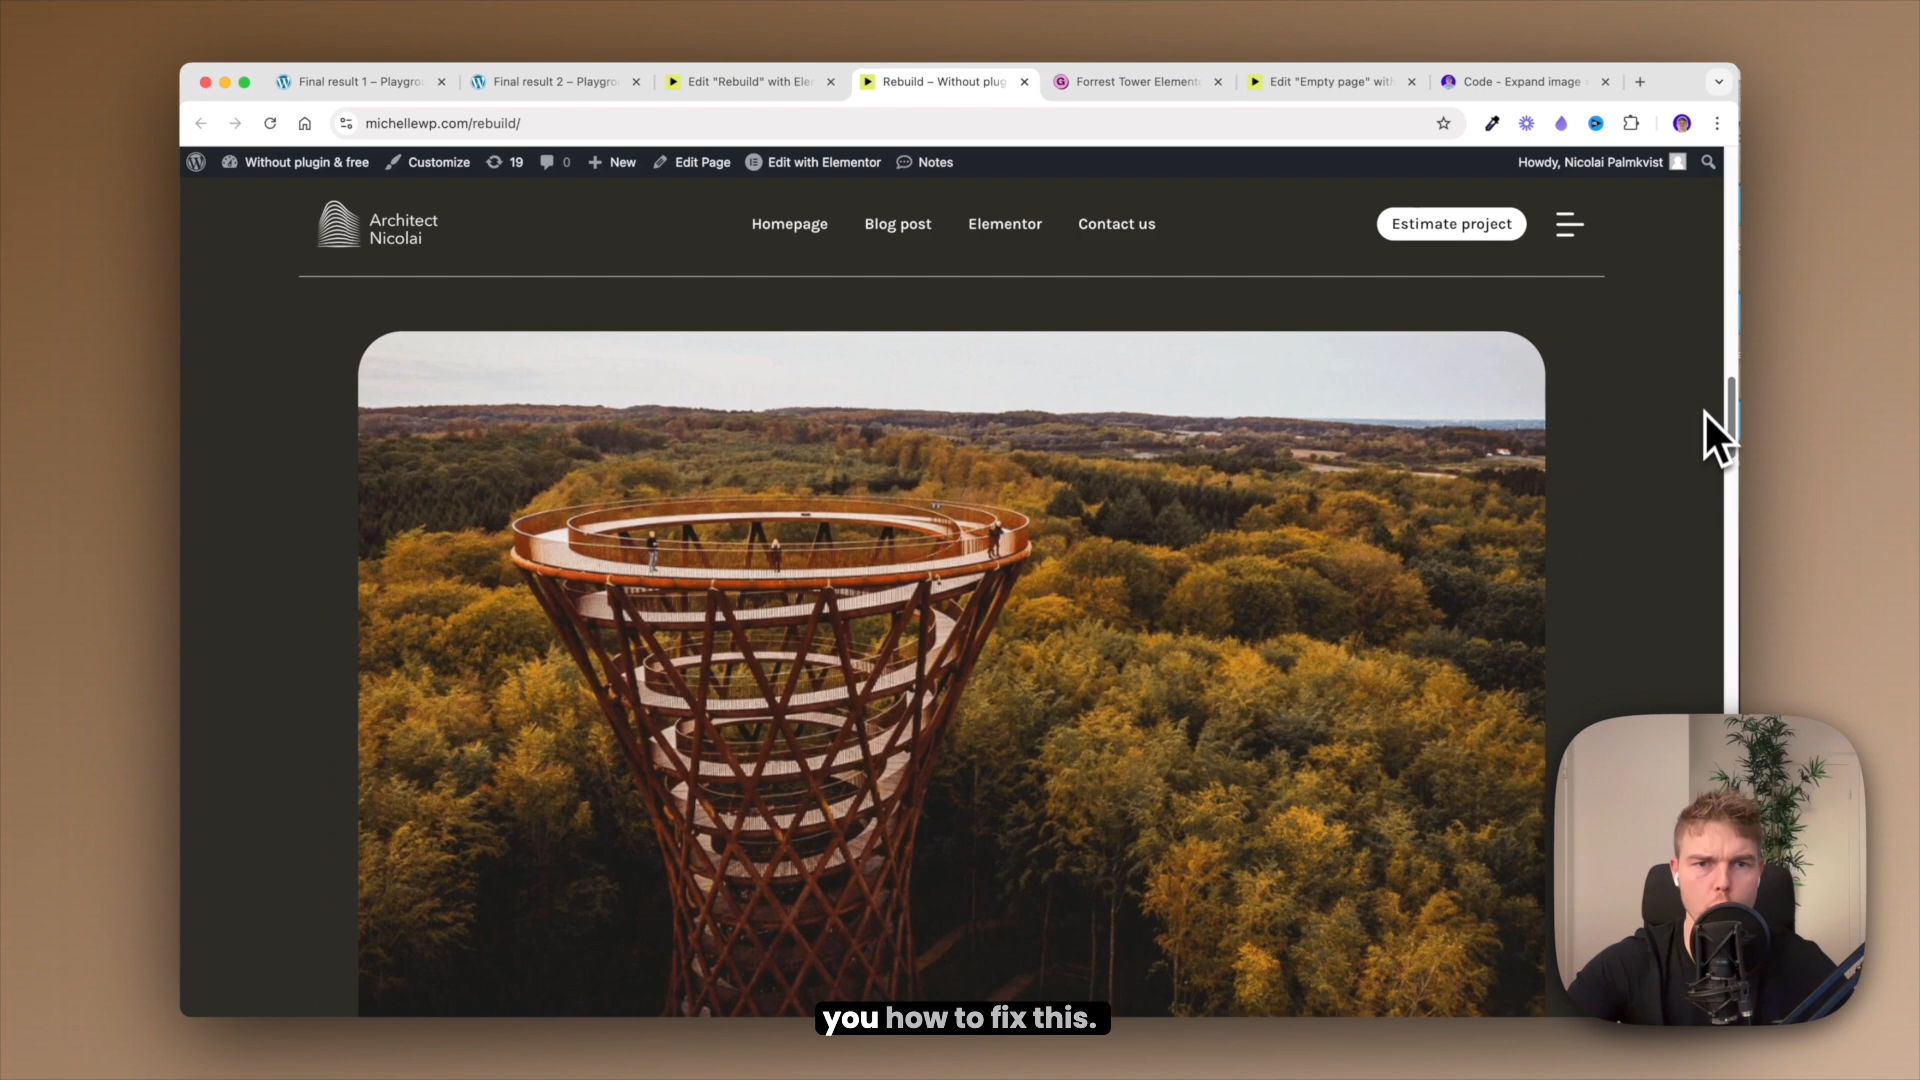 Final result 1 – Playgro
Final result 2 – Playgro
Edit "Rebuild" with Ele
Rebuild – Without plug
Forrest Tower Element
Edit "Empty page" with
Code - Expand image
michellewp.com/rebuild/
Without plugin & free
Customize
19
0
New
Edit Page
Edit with Elementor
Notes
Howdy, Nicolai Palmkvist
Architect
Nicolai
Homepage
Blog post
Elementor
Contact us
Estimate project
you how to fix this.